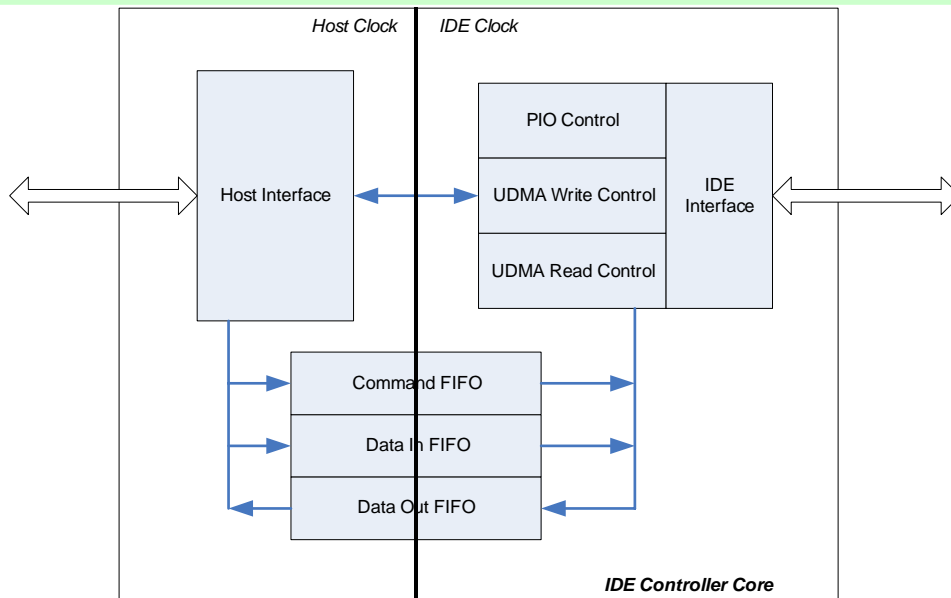 Host Clock
IDE Clock
PIO Control
Host Interface
UDMA Write Control
IDE
Interface
UDMA Read Control
Command FIFO
Data In FIFO
Data Out FIFO
IDE Controller Core